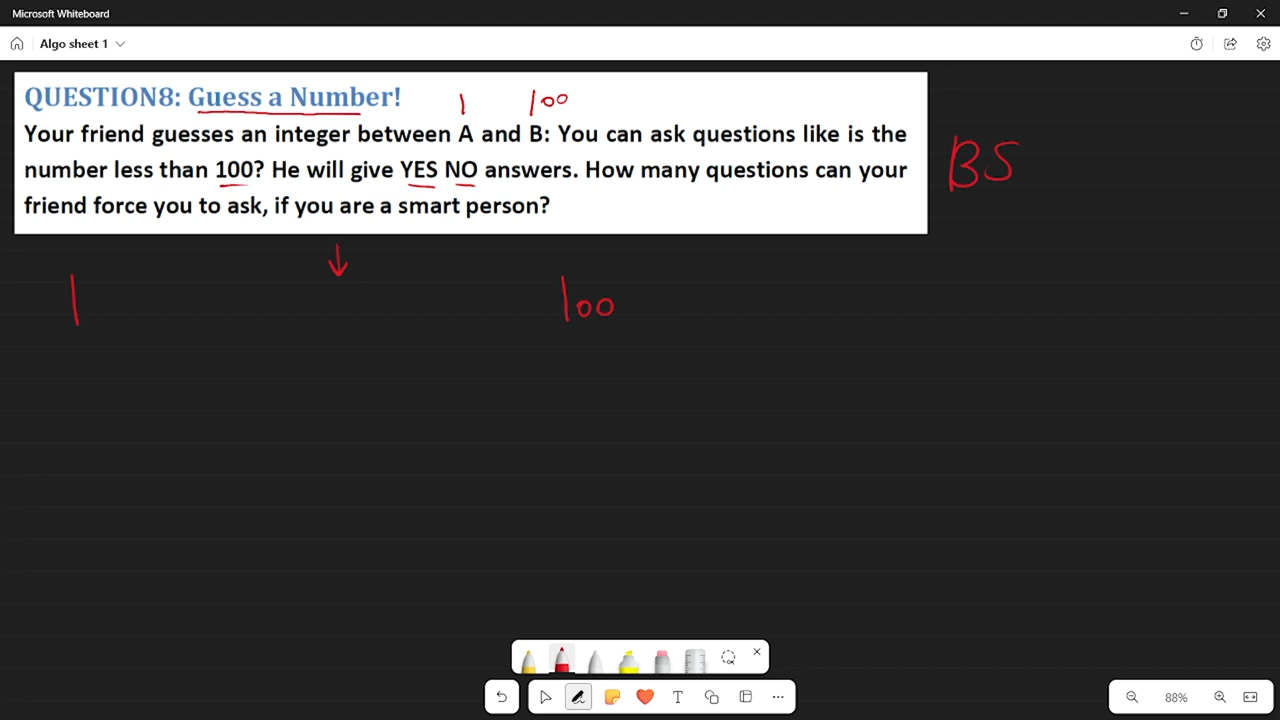 Microsoft Whiteboard
Algo sheet 1
QUESTION8: Guess a Number!
1 100
Your friend guesses an integer between A and B: You can ask questions like is the
number less than 100? He will give YES NO answers. How many questions can your
friend force you to ask, if you are a smart person?
BS
1 100
88%